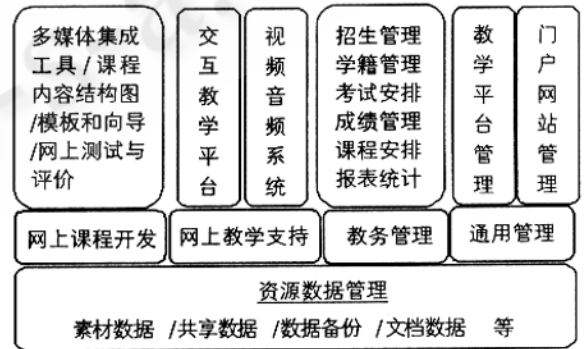 多媒体集成
工具/课程
内容结构图
/模板和向导
/网上测试与
评价
交互教学平台
视频音频系统
招生管理
学籍管理
考试安排
成绩管理
课程安排
报表统计
教学平台管理
门户网站管理
网上课程开发
网上教学支持
教务管理
通用管理
资源数据管理
素材数据 /共享数据 /数据备份 /文档数据 等